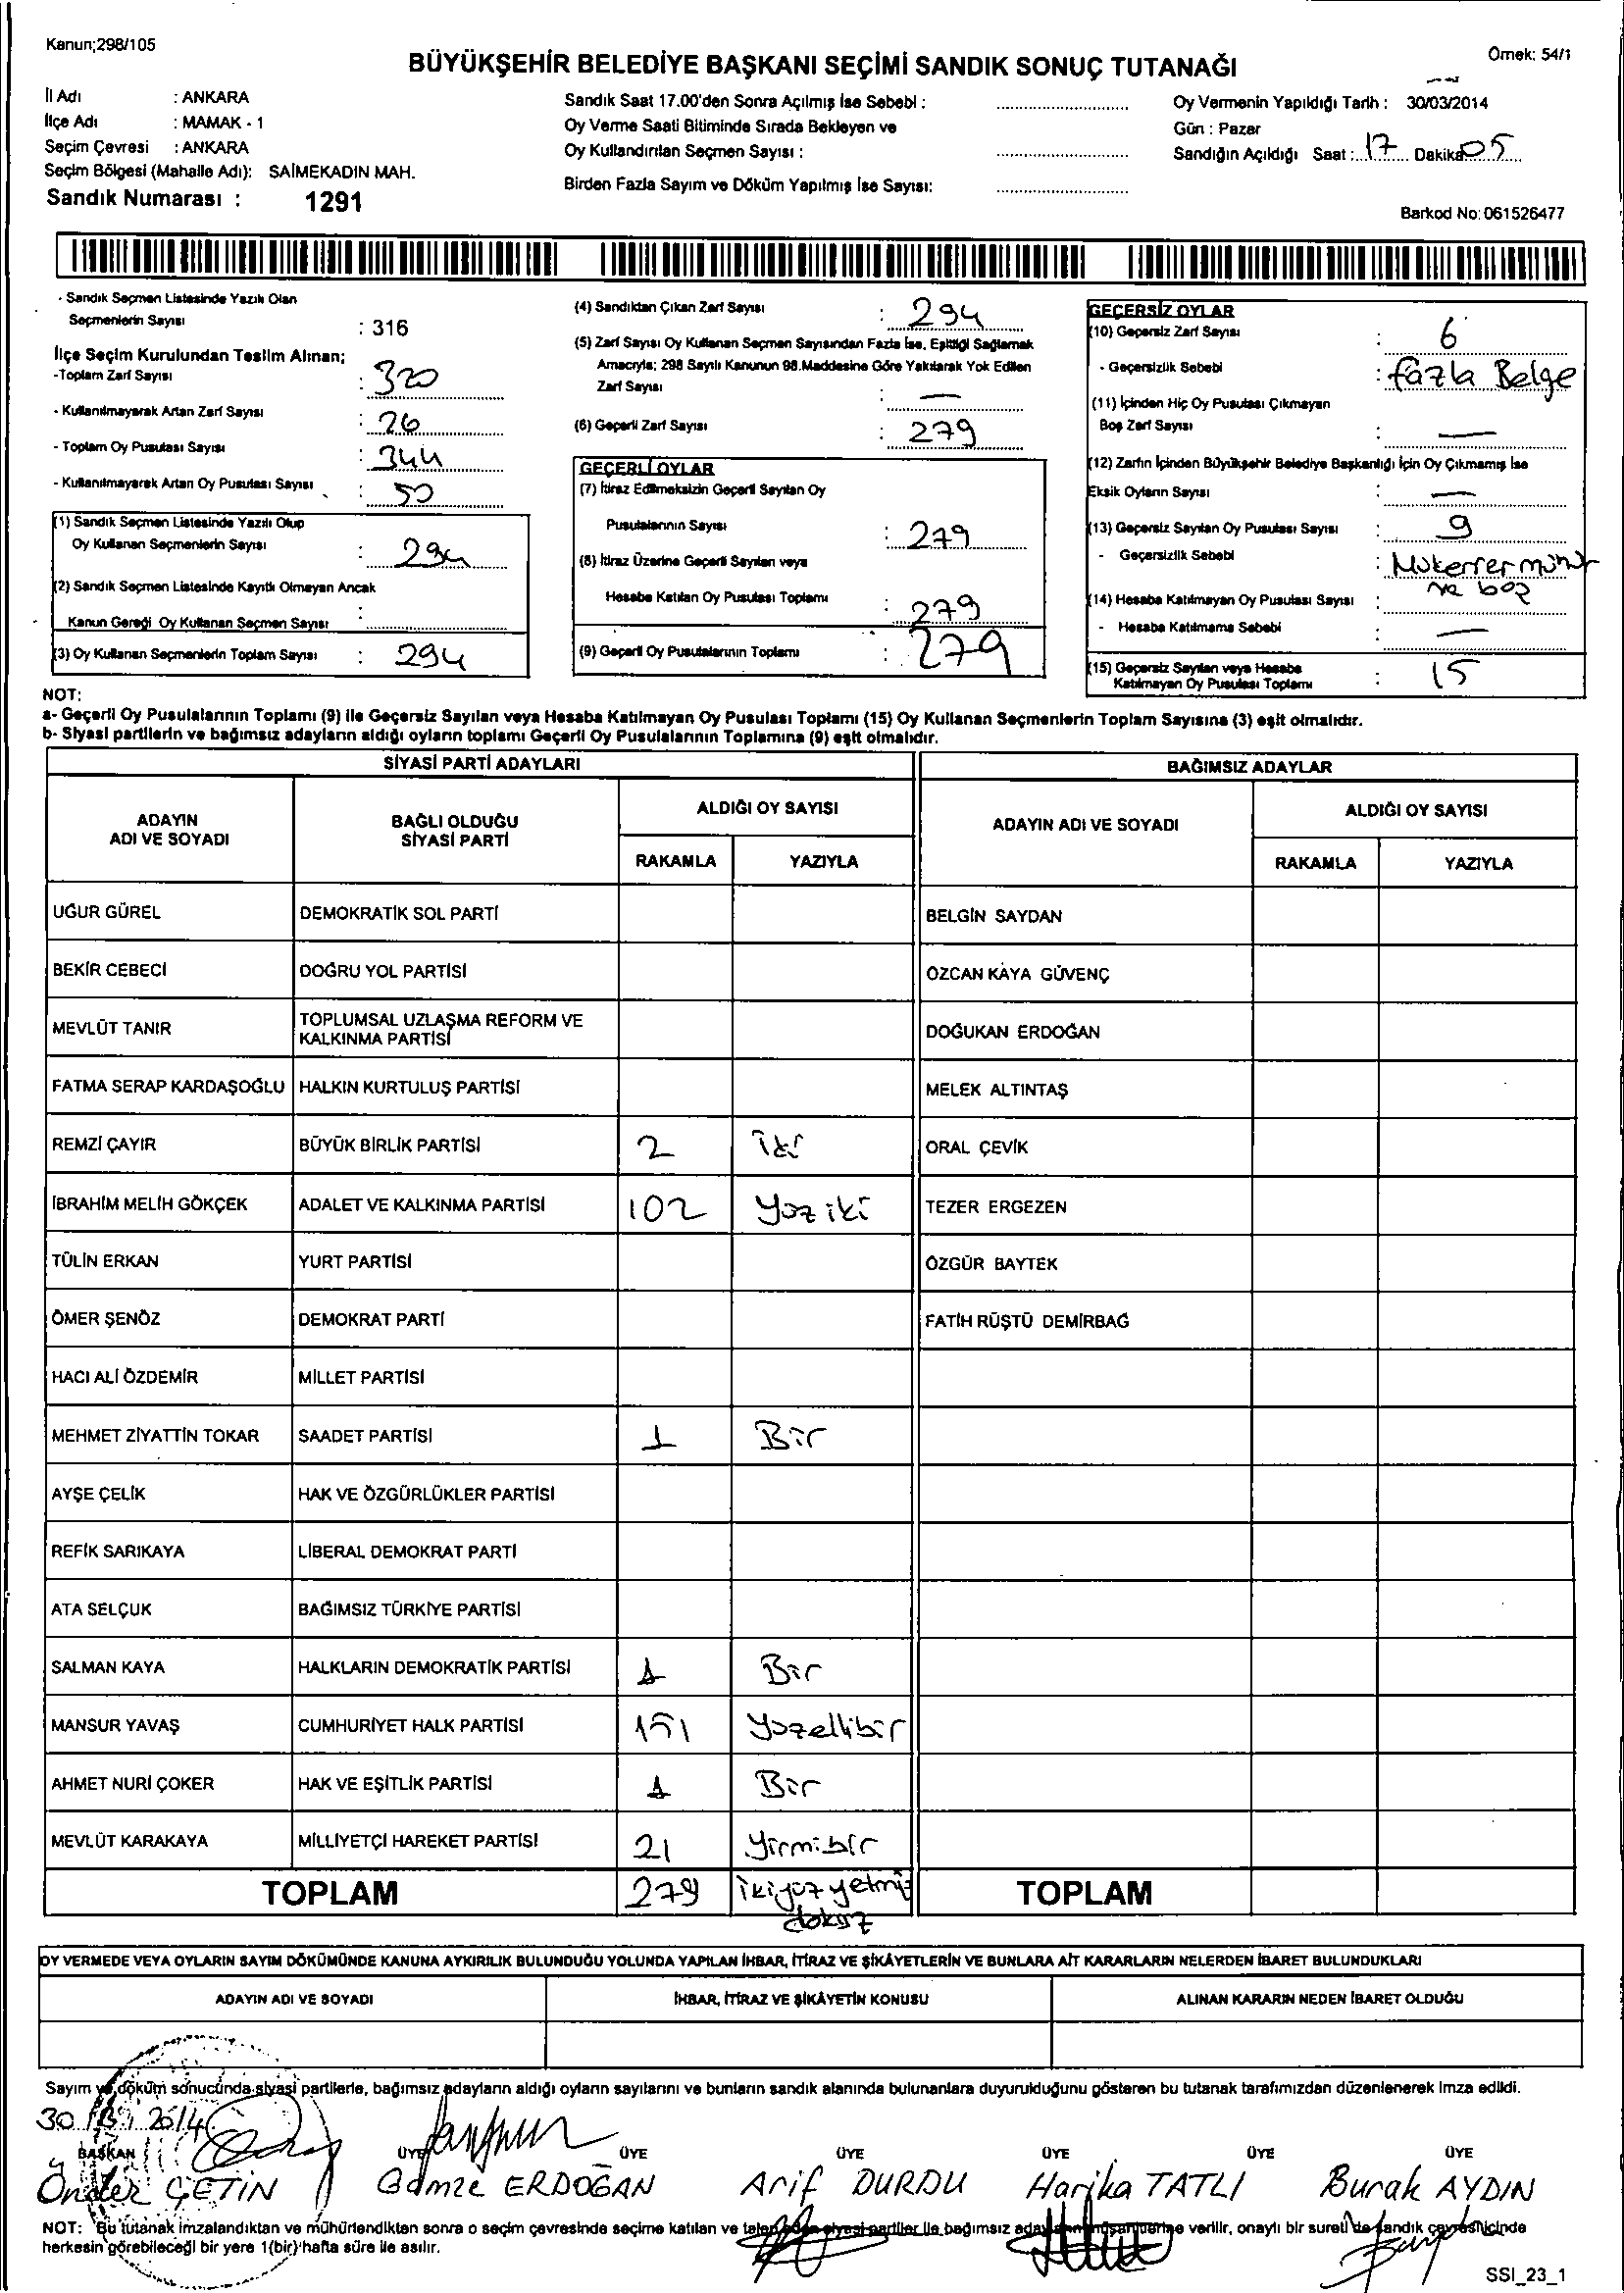 Kanun;298/105
BÜYÜKŞEHİR BELEDİYE BAŞKANI SEÇİMİ SANDIK SONUÇ TUTANAĞI
Örnek: 54/1
İl Adı : ANKARA
İlçe Adı : MAMAK - 1
Seçim Çevresi : ANKARA
Seçim Bölgesi (Mahalle Adı): SAİMEKADIN MAH.
Sandık Numarası : 1291
Sandık Saat 17.00'den Sonra Açılmış İse Sebebi :
Oy Verme Saati Bitiminde Sırada Bekleyen ve
Oy Kullandırılan Seçmen Sayısı :
Birden Fazla Sayım ve Döküm Yapılmış İse Sayısı:
Oy Vermenin Yapıldığı Tarih : 30/03/2014
Gün : Pazar
Sandığın Açıldığı Saat : 17 Dakika 05
Barkod No: 061526477
- Sandık Seçmen Listesinde Yazılı Olan
Seçmenlerin Sayısı : 316
İlçe Seçim Kurulundan Teslim Alınan;
-Toplam Zarf Sayısı : 320
- Kullanılmayarak Artan Zarf Sayısı : 26
- Toplam Oy Pusulası Sayısı : 344
- Kullanılmayarak Artan Oy Pusulası Sayısı : 50
(1) Sandık Seçmen Listesinde Yazılı Olup
Oy Kullanan Seçmenlerin Sayısı : 294
(2) Sandık Seçmen Listesinde Kayıtlı Olmayan Ancak
Kanun Gereği Oy Kullanan Seçmen Sayısı :
(3) Oy Kullanan Seçmenlerin Toplam Sayısı : 294
(4) Sandıktan Çıkan Zarf Sayısı : 294
(5) Zarf Sayısı Oy Kullanan Seçmen Sayısından Fazla İse, Eşitliği Sağlamak
Amacıyla; 298 Sayılı Kanunun 98.Maddesine Göre Yakılarak Yok Edilen
Zarf Sayısı : —
(6) Geçerli Zarf Sayısı : 279
GEÇERLİ OYLAR
(7) İtiraz Edilmeksizin Geçerli Sayılan Oy
Pusulalarının Sayısı : 279
(8) İtiraz Üzerine Geçerli Sayılan veya
Hesaba Katılan Oy Pusulası Toplamı : 279
(9) Geçerli Oy Pusulalarının Toplamı : 279
GEÇERSİZ OYLAR
(10) Geçersiz Zarf Sayısı : 6
- Geçersizlik Sebebi : fazla Belge
(11) İçinden Hiç Oy Pusulası Çıkmayan
Boş Zarf Sayısı : —
(12) Zarfın İçinden Büyükşehir Belediye Başkanlığı İçin Oy Çıkmamış İse
Eksik Oyların Sayısı : —
(13) Geçersiz Sayılan Oy Pusulası Sayısı : 9
- Geçersizlik Sebebi : Mükerrer mühür
ve boş
(14) Hesaba Katılmayan Oy Pusulası Sayısı :
- Hesaba Katılmama Sebebi : —
(15) Geçersiz Sayılan veya Hesaba
Katılmayan Oy Pusulası Toplamı : 15
NOT:
a- Geçerli Oy Pusulalarının Toplamı (9) ile Geçersiz Sayılan veya Hesaba Katılmayan Oy Pusulası Toplamı (15) Oy Kullanan Seçmenlerin Toplam Sayısına (3) eşit olmalıdır.
b- Siyasi partilerin ve bağımsız adayların aldığı oyların toplamı Geçerli Oy Pusulalarının Toplamına (9) eşit olmalıdır.
SİYASİ PARTİ ADAYLARI
BAĞIMSIZ ADAYLAR
ADAYIN ADI VE SOYADI
BAĞLI OLDUĞU SİYASİ PARTİ
ALDIĞI OY SAYISI
ADAYIN ADI VE SOYADI
ALDIĞI OY SAYISI
RAKAMLA YAZIYLA
RAKAMLA YAZIYLA
UĞUR GÜREL DEMOKRATİK SOL PARTİ BELGİN SAYDAN
BEKİR CEBECİ DOĞRU YOL PARTİSİ ÖZCAN KAYA GÜVENÇ
MEVLÜT TANIR TOPLUMSAL UZLAŞMA REFORM VE KALKINMA PARTİSİ DOĞUKAN ERDOĞAN
FATMA SERAP KARDAŞOĞLU HALKIN KURTULUŞ PARTİSİ MELEK ALTINTAŞ
REMZİ ÇAYIR BÜYÜK BİRLİK PARTİSİ 2 iki ORAL ÇEVİK
İBRAHİM MELİH GÖKÇEK ADALET VE KALKINMA PARTİSİ 102 Yüz iki TEZER ERGEZEN
TÜLİN ERKAN YURT PARTİSİ ÖZGÜR BAYTEK
ÖMER ŞENÖZ DEMOKRAT PARTİ FATİH RÜŞTÜ DEMİRBAĞ
HACI ALİ ÖZDEMİR MİLLET PARTİSİ
MEHMET ZİYATTİN TOKAR SAADET PARTİSİ 1 Bir
AYŞE ÇELİK HAK VE ÖZGÜRLÜKLER PARTİSİ
REFİK SARIKAYA LİBERAL DEMOKRAT PARTİ
ATA SELÇUK BAĞIMSIZ TÜRKİYE PARTİSİ
SALMAN KAYA HALKLARIN DEMOKRATİK PARTİSİ 1 Bir
MANSUR YAVAŞ CUMHURİYET HALK PARTİSİ 151 Yüzellibir
AHMET NURİ ÇOKER HAK VE EŞİTLİK PARTİSİ 1 Bir
MEVLÜT KARAKAYA MİLLİYETÇİ HAREKET PARTİSİ 21 Yirmibir
TOPLAM 279 ikiyüz yetmiş TOPLAM
dokuz
OY VERMEDE VEYA OYLARIN SAYIM DÖKÜMÜNDE KANUNA AYKIRILIK BULUNDUĞU YOLUNDA YAPILAN İHBAR, İTİRAZ VE ŞİKÂYETLERİN VE BUNLARA AİT KARARLARIN NELERDEN İBARET BULUNDUKLARI
ADAYIN ADI VE SOYADI İHBAR, İTİRAZ VE ŞİKÂYETİN KONUSU ALINAN KARARIN NEDEN İBARET OLDUĞU
Sayım ve döküm sonucunda siyasi partilerle, bağımsız adayların aldığı oyların sayılarını ve bunların sandık alanında bulunanlara duyurulduğunu gösteren bu tutanak tarafımızdan düzenlenerek imza edildi.
30 / 3 / 2014
BAŞKAN ÜYE ÜYE ÜYE ÜYE ÜYE ÜYE
Önder ÇETİN Gamze ERDOĞAN Arif DURDU Harika TATLI Burak AYDIN
NOT: Bu tutanak imzalandıktan ve mühürlendikten sonra o seçim çevresinde seçime katılan ve talep eden siyasi partiler ile bağımsız adayların müşahitlerine verilir, onaylı bir sureti de sandık çevresi içinde
herkesin görebileceği bir yere 1(bir) hafta süre ile asılır.
SSI_23_1